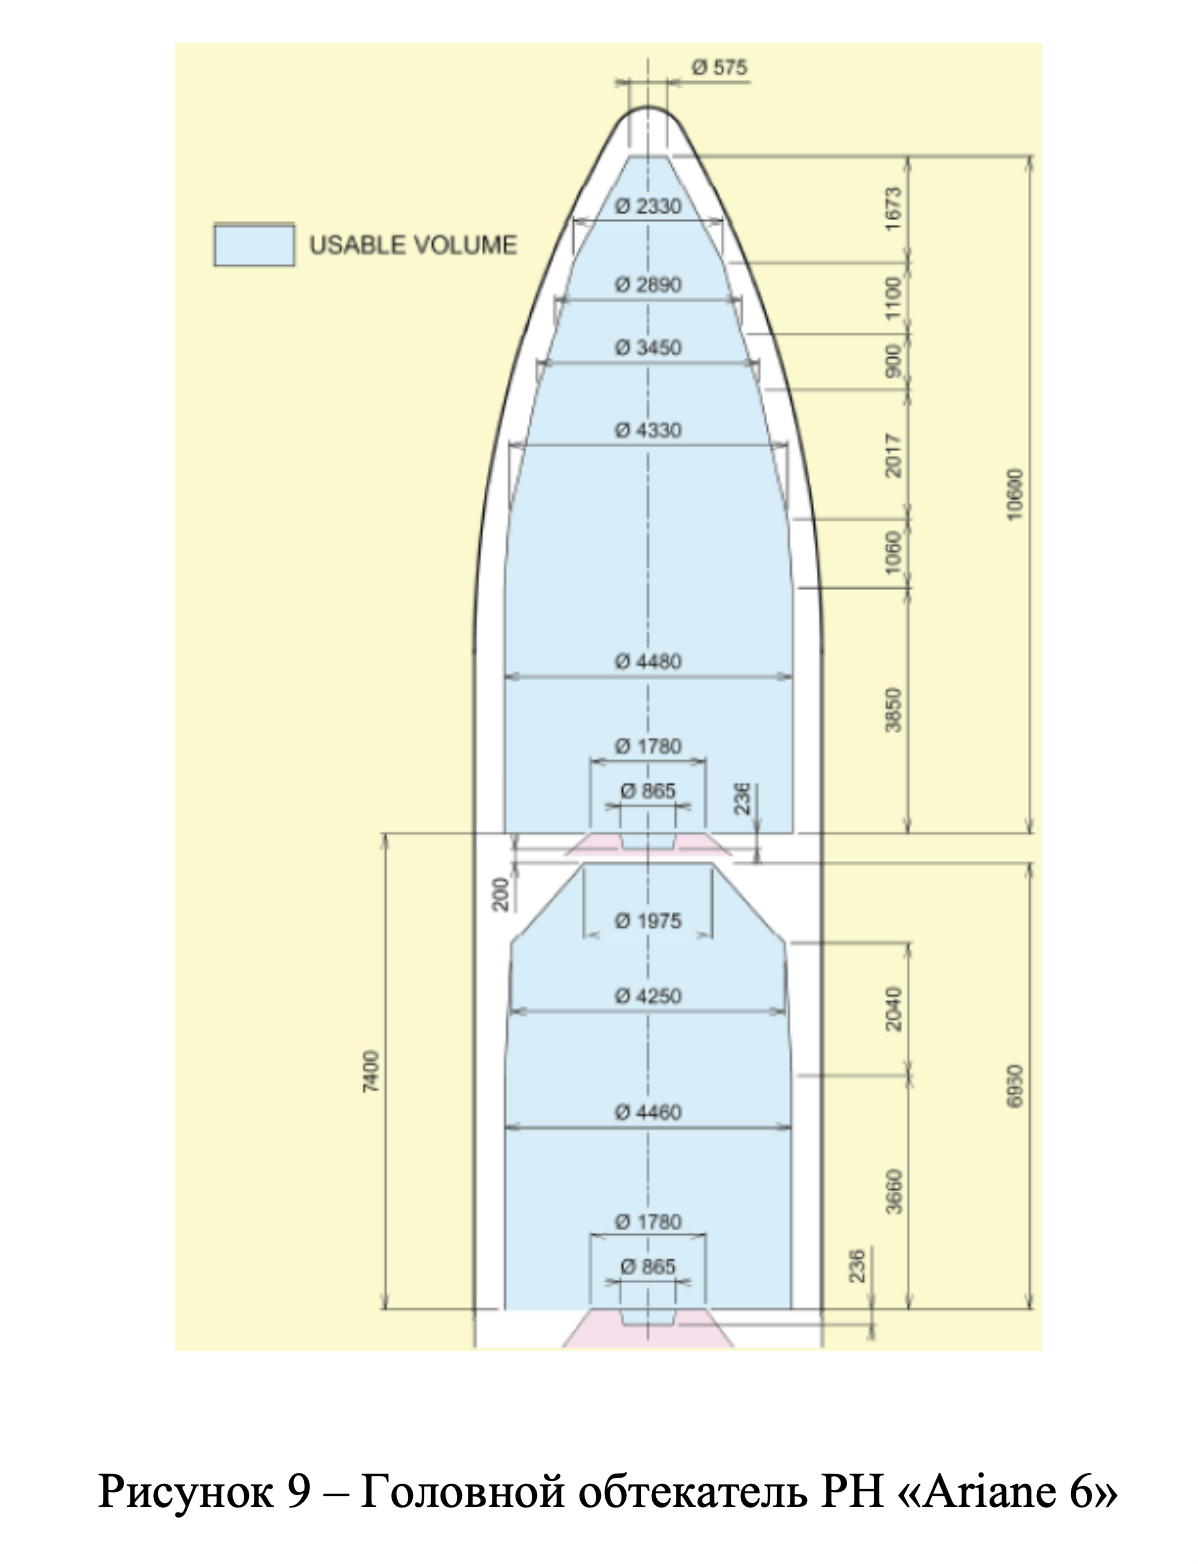 Ø 575
USABLE VOLUME
Ø 2330
1673
Ø 2890
1100
Ø 3450
900
Ø 4330
2017
10600
1060
Ø 4480
3850
Ø 1780
Ø 865
236
200
Ø 1975
Ø 4250
2040
7400
Ø 4460
3660
Ø 1780
Ø 865
236
Рисунок 9 – Головной обтекатель РН «Ariane 6»